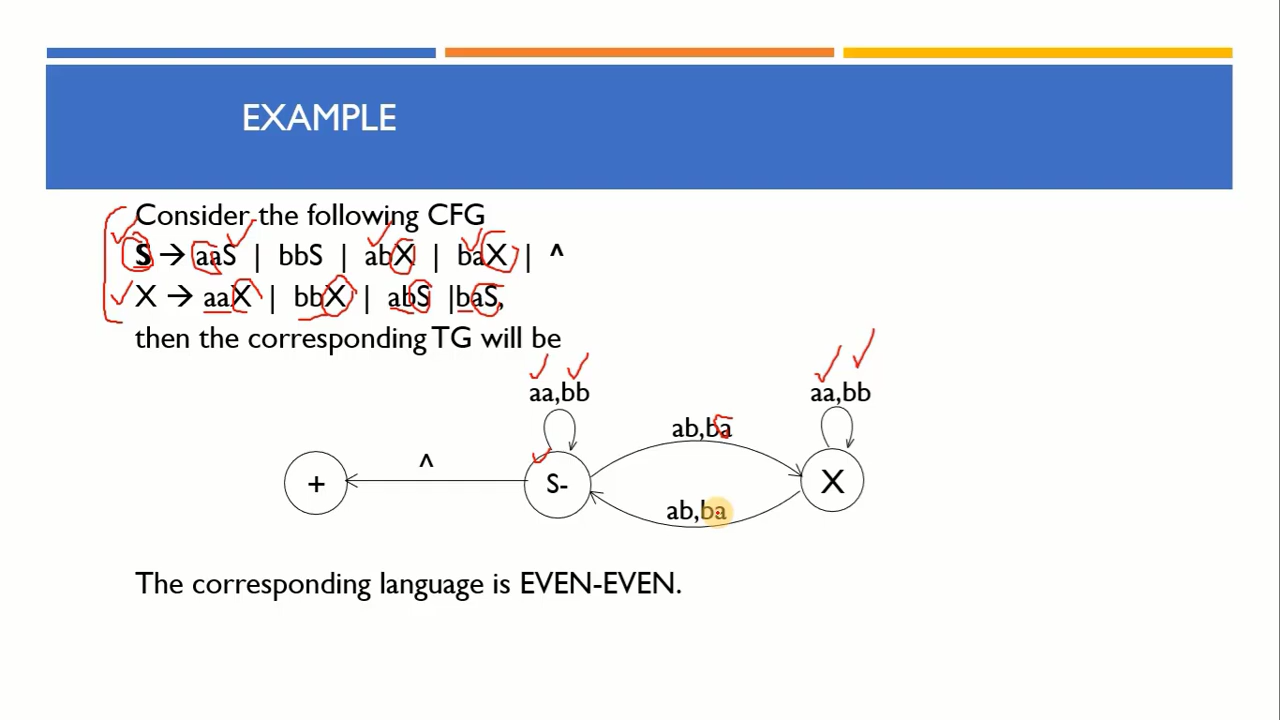 EXAMPLE
Consider the following CFG
S → aaS | bbS | abX | baX | ^
X → aaX | bbX | abS |baS,
then the corresponding TG will be
aa,bb
aa,bb
ab,ba
^
+
S-
X
ab,ba
The corresponding language is EVEN-EVEN.